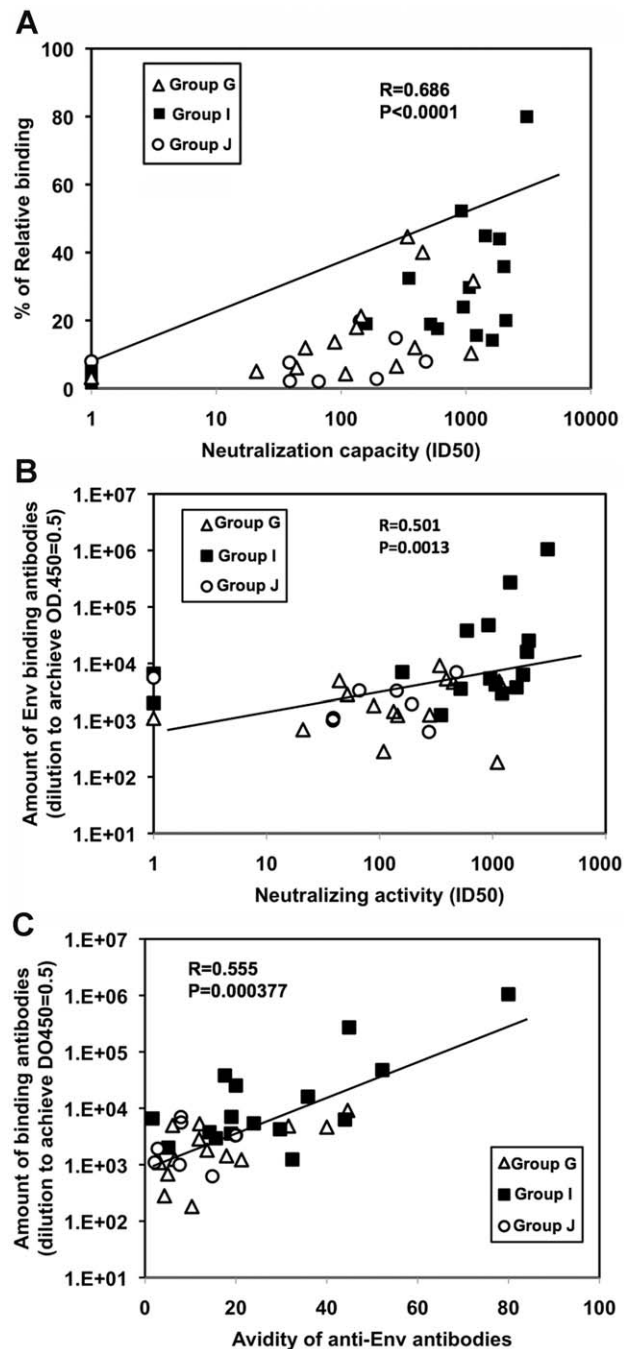 A
100
80
60
40
20
0
% of Relative binding
Group G
Group I
Group J
R=0.686
P<0.0001
1
10
100
1000
10000
Neutralization capacity (ID50)
B
1.E+07
1.E+06
1.E+05
1.E+04
1.E+03
1.E+02
1.E+01
Amount of Env binding antibodies
(dilution to archieve OD.450=0.5)
Group G
Group I
Group J
R=0.501
P=0.0013
1
10
100
1000
1000
Neutralizing activity (ID50)
C
1.E+07
1.E+06
1.E+05
1.E+04
1.E+03
1.E+02
1.E+01
Amount of binding antibodies
(dilution to achieve DO450=0.5)
R=0.555
P=0.000377
Group G
Group I
Group J
0
20
40
60
80
100
Avidity of anti-Env antibodies